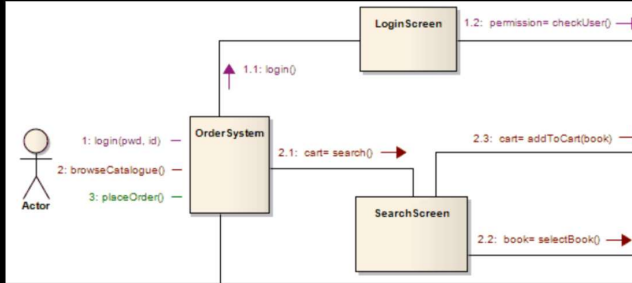 LoginScreen
1.2: permission= checkUser()
1.1: login()
OrderSystem
1: login(pwd, id)
2: browseCatalogue()
3: placeOrder()
Actor
2.1: cart= search()
2.3: cart= addToCart(book)
SearchScreen
2.2: book= selectBook()